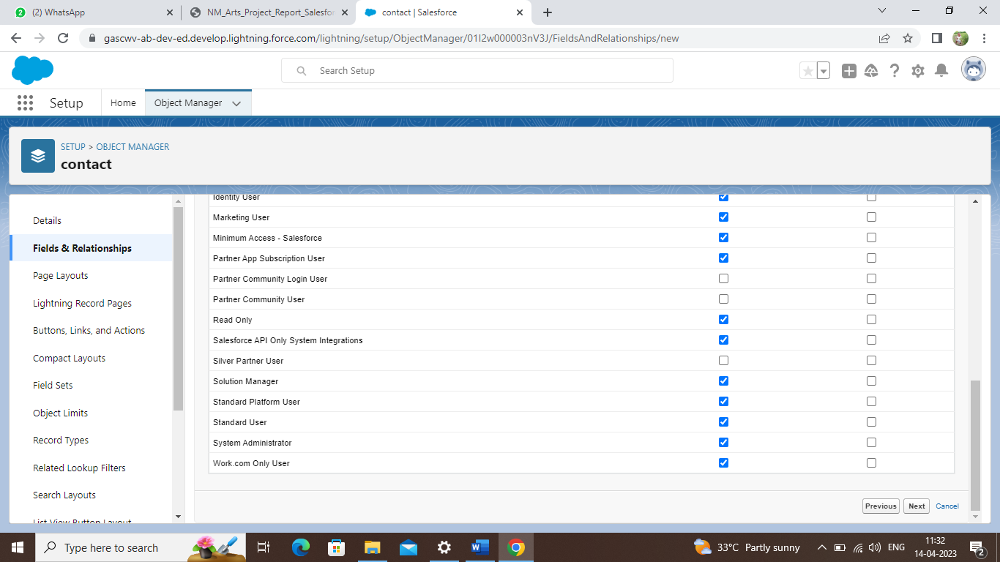 (2) WhatsApp
NM_Arts_Project_Report_Salesfor
contact | Salesforce
gascwv-ab-dev-ed.develop.lightning.force.com/lightning/setup/ObjectManager/01I2w000003nV3J/FieldsAndRelationships/new
Search Setup
Setup
Home
Object Manager
SETUP > OBJECT MANAGER
contact
Details
Fields & Relationships
Page Layouts
Lightning Record Pages
Buttons, Links, and Actions
Compact Layouts
Field Sets
Object Limits
Record Types
Related Lookup Filters
Search Layouts
List View Button Layout
Identity User
Marketing User
Minimum Access - Salesforce
Partner App Subscription User
Partner Community Login User
Partner Community User
Read Only
Salesforce API Only System Integrations
Silver Partner User
Solution Manager
Standard Platform User
Standard User
System Administrator
Work.com Only User
Previous Next Cancel
Type here to search
33°C Partly sunny
ENG
11:32
14-04-2023
2